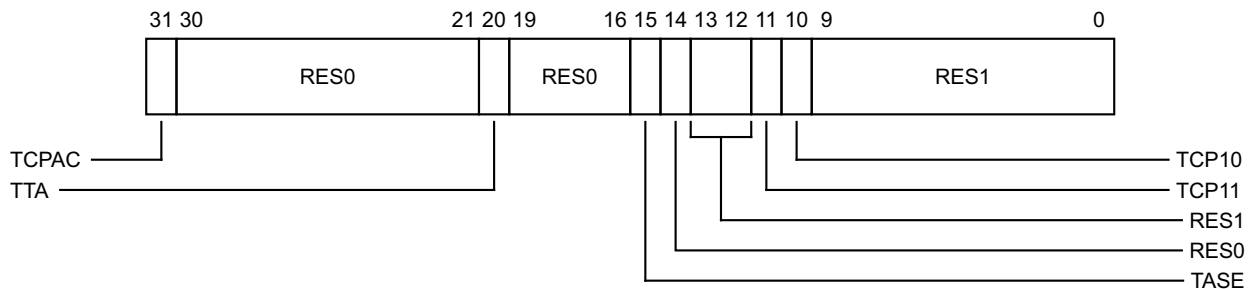 31 30 21 20 19 16 15 14 13 12 11 10 9 0
RES0 RES0 RES1
TCPAC TCP10
TTA TCP11
RES1
RES0
TASE